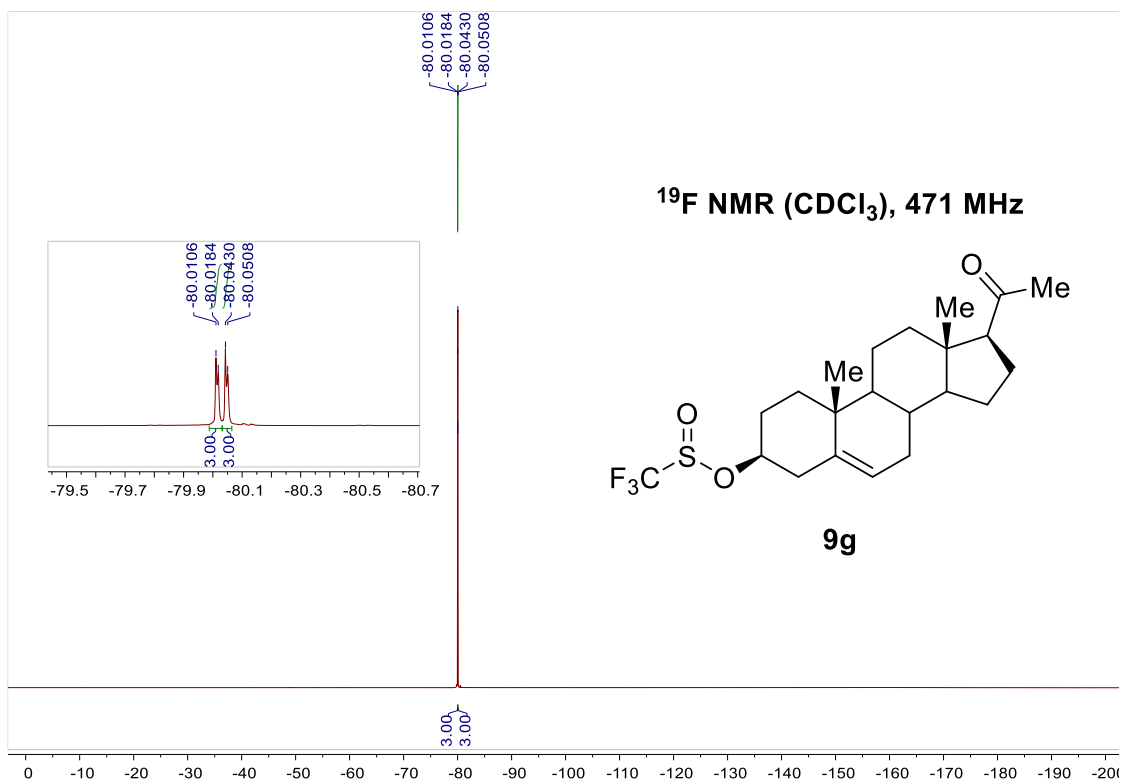 -80.0106
-80.0184
-80.0430
-80.0508
¹⁹F NMR (CDCl₃), 471 MHz
-80.0106
-80.0184
-80.0430
-80.0508
3.00
3.00
-79.5 -79.7 -79.9 -80.1 -80.3 -80.5 -80.7
O
Me
Me
Me
O
S
F₃C
O
9g
3.00
3.00
0 -10 -20 -30 -40 -50 -60 -70 -80 -90 -100 -110 -120 -130 -140 -150 -160 -170 -180 -190 -200